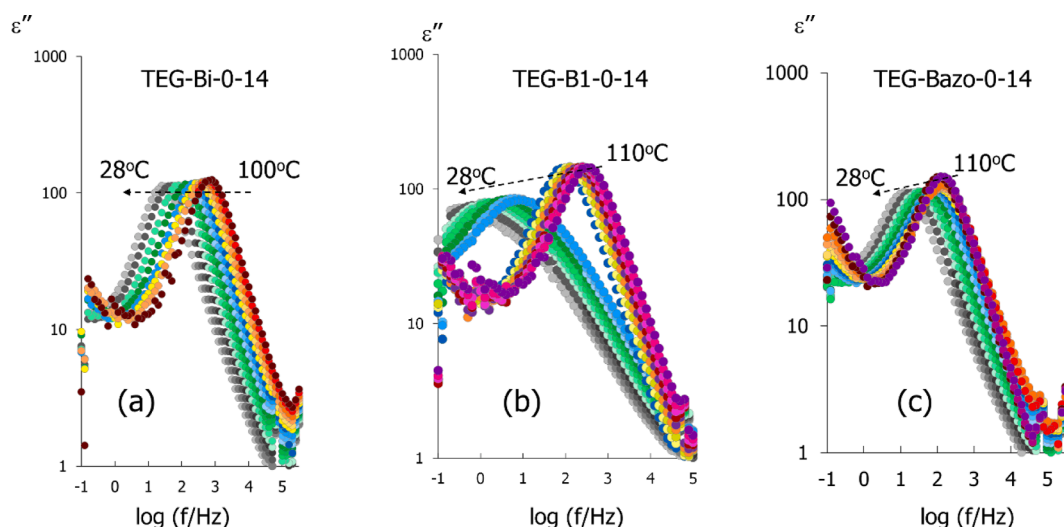 ε″
1000
TEG-Bi-0-14
28°C
100°C
100
10
(a)
1
-1 0 1 2 3 4 5
log (f/Hz)
ε″
1000
TEG-B1-0-14
110°C
28°C
100
10
(b)
1
-1 0 1 2 3 4 5
log (f/Hz)
ε″
1000
TEG-Bazo-0-14
110°C
28°C
100
10
(c)
1
-1 0 1 2 3 4 5
log (f/Hz)